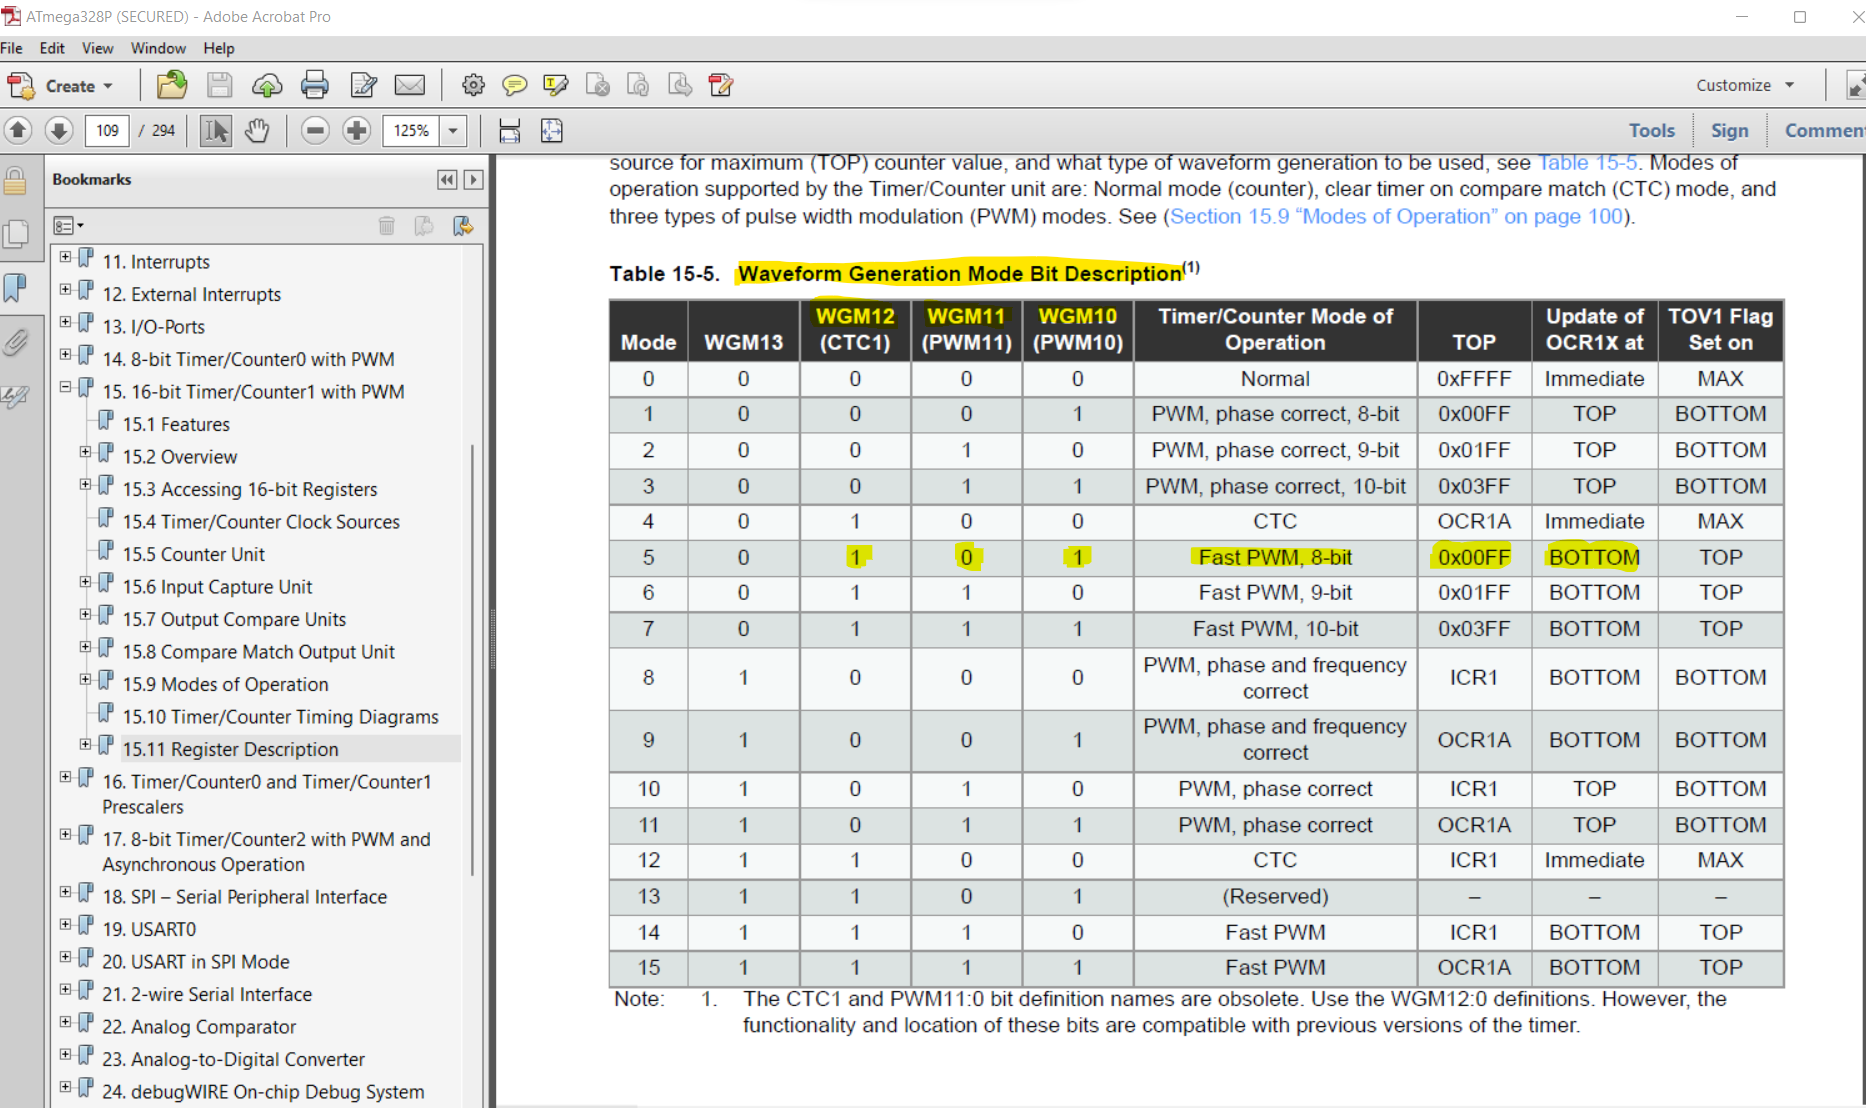 ATmega328P (SECURED) - Adobe Acrobat Pro
File Edit View Window Help
Create
Customize
109 / 294
125%
Tools Sign Comment
Bookmarks
11. Interrupts
12. External Interrupts
13. I/O-Ports
14. 8-bit Timer/Counter0 with PWM
15. 16-bit Timer/Counter1 with PWM
15.1 Features
15.2 Overview
15.3 Accessing 16-bit Registers
15.4 Timer/Counter Clock Sources
15.5 Counter Unit
15.6 Input Capture Unit
15.7 Output Compare Units
15.8 Compare Match Output Unit
15.9 Modes of Operation
15.10 Timer/Counter Timing Diagrams
15.11 Register Description
16. Timer/Counter0 and Timer/Counter1
Prescalers
17. 8-bit Timer/Counter2 with PWM and
Asynchronous Operation
18. SPI – Serial Peripheral Interface
19. USART0
20. USART in SPI Mode
21. 2-wire Serial Interface
22. Analog Comparator
23. Analog-to-Digital Converter
24. debugWIRE On-chip Debug System
source for maximum (TOP) counter value, and what type of waveform generation to be used, see Table 15-5. Modes of
operation supported by the Timer/Counter unit are: Normal mode (counter), clear timer on compare match (CTC) mode, and
three types of pulse width modulation (PWM) modes. See (Section 15.9 “Modes of Operation” on page 100).
Table 15-5. Waveform Generation Mode Bit Description(1)
Mode WGM13 WGM12 (CTC1) WGM11 (PWM11) WGM10 (PWM10) Timer/Counter Mode of Operation TOP Update of OCR1X at TOV1 Flag Set on
0 0 0 0 0 Normal 0xFFFF Immediate MAX
1 0 0 0 1 PWM, phase correct, 8-bit 0x00FF TOP BOTTOM
2 0 0 1 0 PWM, phase correct, 9-bit 0x01FF TOP BOTTOM
3 0 0 1 1 PWM, phase correct, 10-bit 0x03FF TOP BOTTOM
4 0 1 0 0 CTC OCR1A Immediate MAX
5 0 1 0 1 Fast PWM, 8-bit 0x00FF BOTTOM TOP
6 0 1 1 0 Fast PWM, 9-bit 0x01FF BOTTOM TOP
7 0 1 1 1 Fast PWM, 10-bit 0x03FF BOTTOM TOP
8 1 0 0 0 PWM, phase and frequency correct ICR1 BOTTOM BOTTOM
9 1 0 0 1 PWM, phase and frequency correct OCR1A BOTTOM BOTTOM
10 1 0 1 0 PWM, phase correct ICR1 TOP BOTTOM
11 1 0 1 1 PWM, phase correct OCR1A TOP BOTTOM
12 1 1 0 0 CTC ICR1 Immediate MAX
13 1 1 0 1 (Reserved) – – –
14 1 1 1 0 Fast PWM ICR1 BOTTOM TOP
15 1 1 1 1 Fast PWM OCR1A BOTTOM TOP
Note: 1. The CTC1 and PWM11:0 bit definition names are obsolete. Use the WGM12:0 definitions. However, the
functionality and location of these bits are compatible with previous versions of the timer.